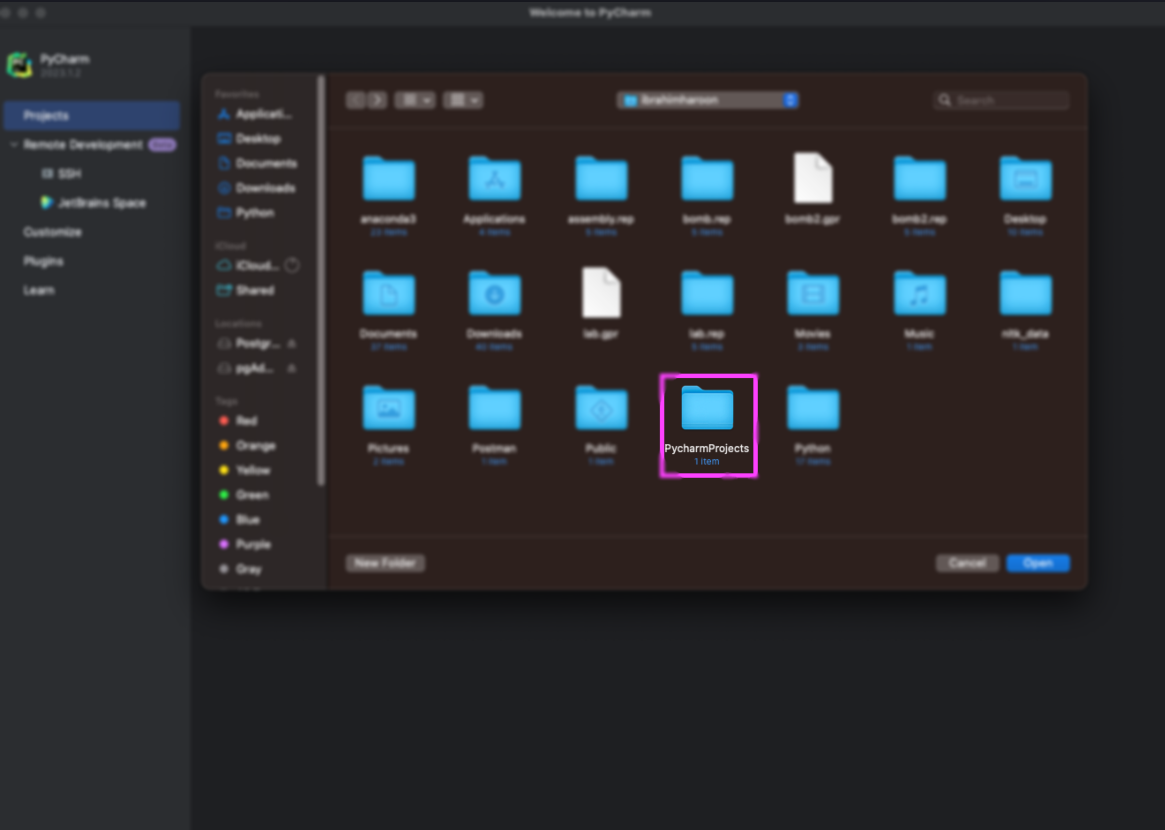 Welcome to PyCharm
PyCharm
2023.1.2
Projects
Remote Development Beta
SSH
JetBrains Space
Customize
Plugins
Learn
Favorites
Applicati...
Desktop
Documents
Downloads
Python
iCloud
iCloud...
Shared
Locations
Postgr...
pgAd...
Tags
Red
Orange
Yellow
Green
Blue
Purple
Gray
ibrahimharoon
Search
anaconda3 Applications assembly.rep bomb.rep bomb2.gpr bomb2.rep Desktop
23 items 4 items 5 items 5 items 5 items 10 items
Documents Downloads lab.gpr lab.rep Movies Music nltk_data
37 items 40 items 5 items 3 items 1 item 1 item
Pictures Postman Public PycharmProjects Python
2 items 1 item 1 item 1 item 17 items
New Folder Cancel Open